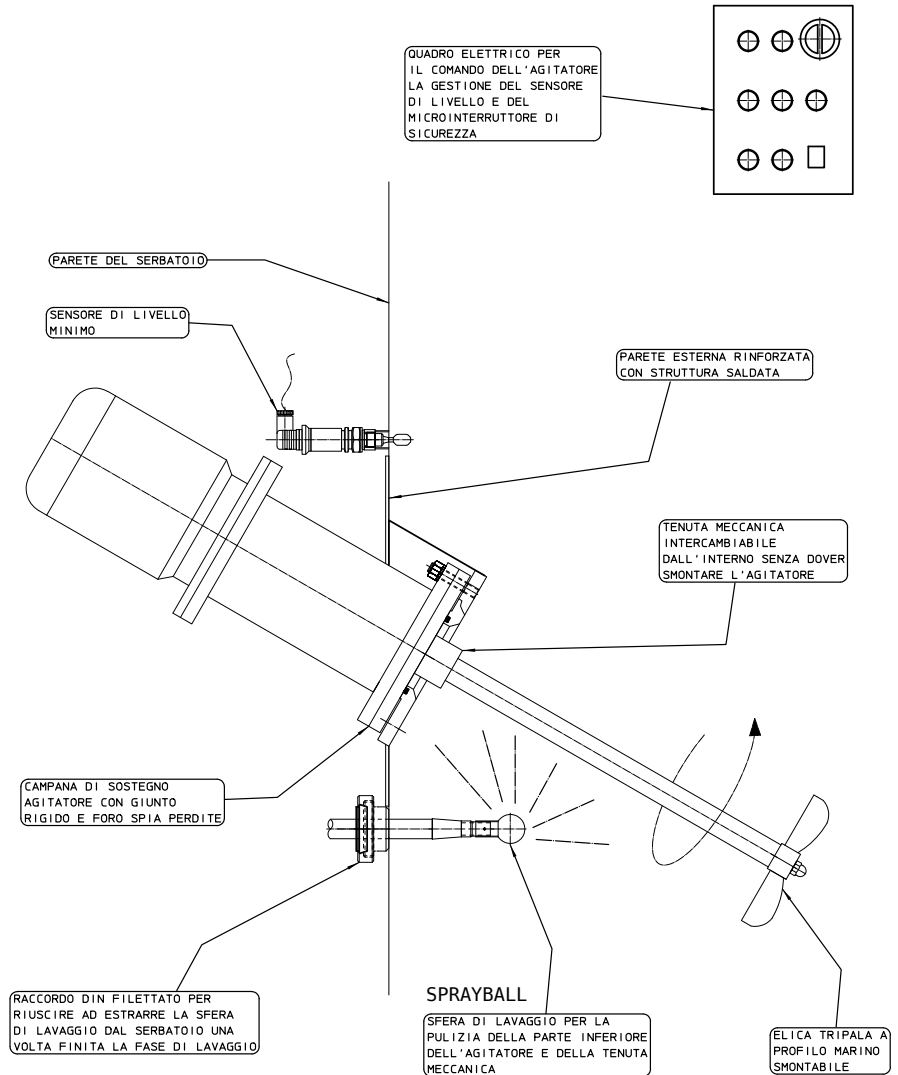 QUADRO ELETTRICO PER
IL COMANDO DELL'AGITATORE
LA GESTIONE DEL SENSORE
DI LIVELLO E DEL
MICROINTERRUTTORE DI
SICUREZZA
PARETE DEL SERBATOIO
SENSORE DI LIVELLO
MINIMO
PARETE ESTERNA RINFORZATA
CON STRUTTURA SALDATA
TENUTA MECCANICA
INTERCAMBIABILE
DALL'INTERNO SENZA DOVER
SMONTARE L'AGITATORE
CAMPANA DI SOSTEGNO
AGITATORE CON GIUNTO
RIGIDO E FORO SPIA PERDITE
RACCORDO DIN FILETTATO PER
RIUSCIRE AD ESTRARRE LA SFERA
DI LAVAGGIO DAL SERBATOIO UNA
VOLTA FINITA LA FASE DI LAVAGGIO
SPRAYBALL
SFERA DI LAVAGGIO PER LA
PULIZIA DELLA PARTE INFERIORE
DELL'AGITATORE E DELLA TENUTA
MECCANICA
ELICA TRIPALA A
PROFILO MARINO
SMONTABILE